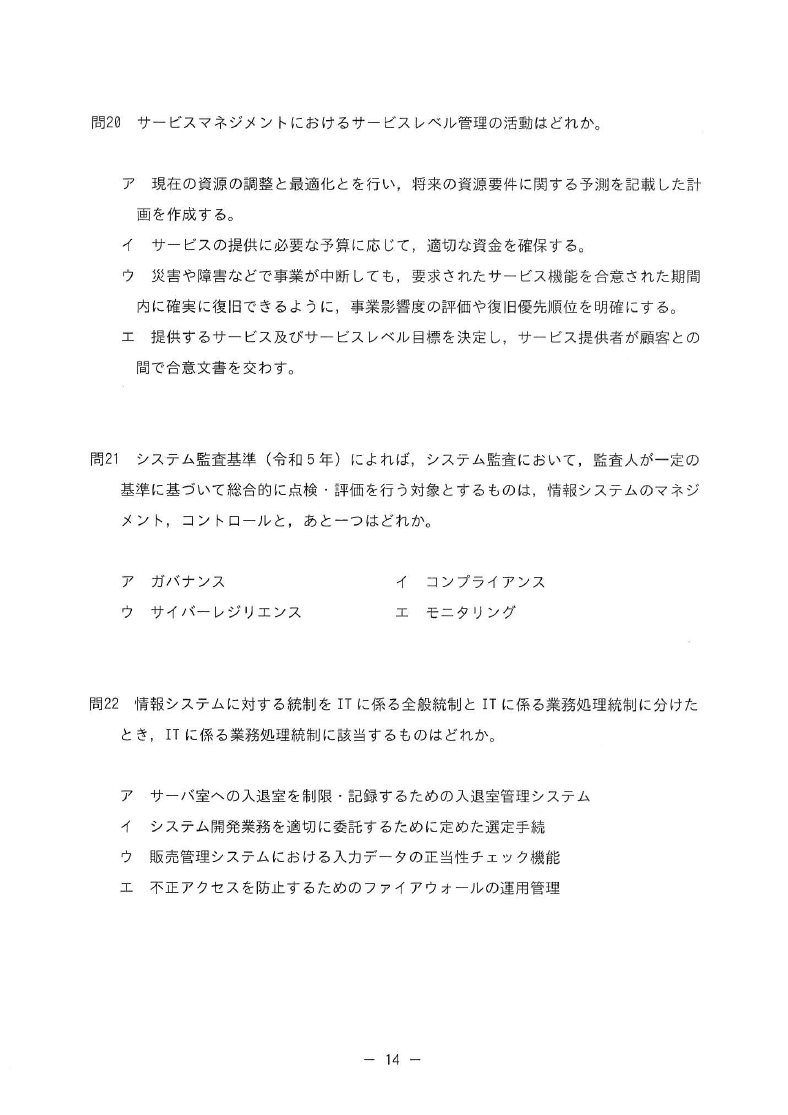 問20 サービスマネジメントにおけるサービスレベル管理の活動はどれか。
ア 現在の資源の調整と最適化とを行い，将来の資源要件に関する予測を記載した計
画を作成する。
イ サービスの提供に必要な予算に応じて，適切な資金を確保する。
ウ 災害や障害などで事業が中断しても，要求されたサービス機能を合意された期間
内に確実に復旧できるように，事業影響度の評価や復旧優先順位を明確にする。
エ 提供するサービス及びサービスレベル目標を決定し，サービス提供者が顧客との
間で合意文書を交わす。
問21 システム監査基準（令和５年）によれば，システム監査において，監査人が一定の
基準に基づいて総合的に点検・評価を行う対象とするものは，情報システムのマネジ
メント，コントロールと，あと一つはどれか。
ア ガバナンス イ コンプライアンス
ウ サイバーレジリエンス エ モニタリング
問22 情報システムに対する統制を IT に係る全般統制と IT に係る業務処理統制に分けた
とき，IT に係る業務処理統制に該当するものはどれか。
ア サーバ室への入退室を制限・記録するための入退室管理システム
イ システム開発業務を適切に委託するために定めた選定手続
ウ 販売管理システムにおける入力データの正当性チェック機能
エ 不正アクセスを防止するためのファイアウォールの運用管理
－ 14 －